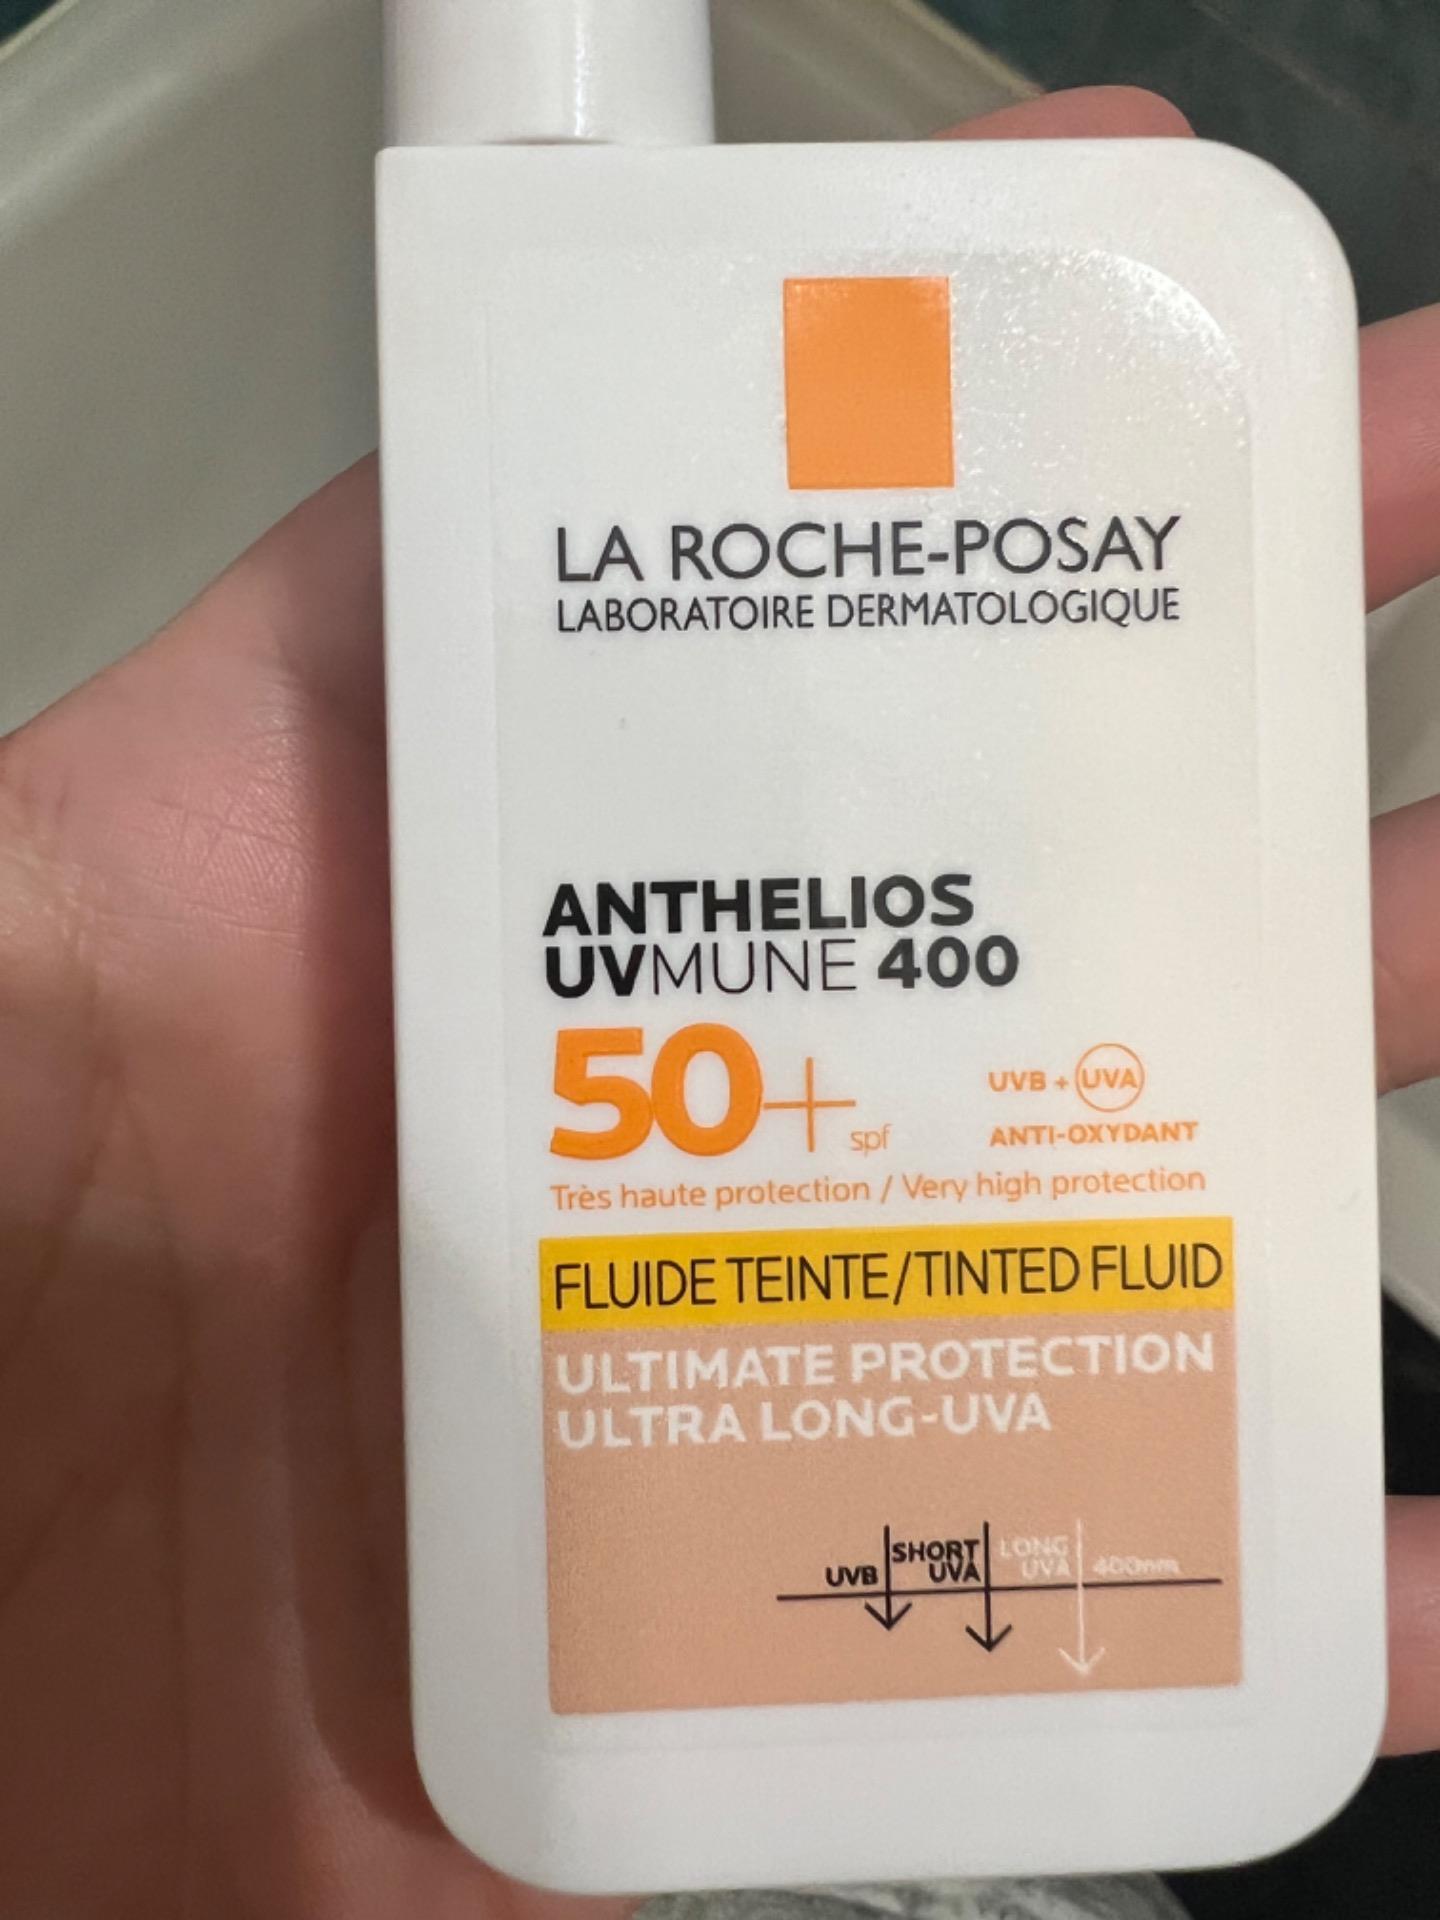 LA ROCHE-POSAY
LABORATOIRE DERMATOLOGIQUE
ANTHELIOS
UVMUNE 400
50+ spf
UVB + UVA
ANTI-OXYDANT
Très haute protection / Very high protection
FLUIDE TEINTE/TINTED FLUID
ULTIMATE PROTECTION
ULTRA LONG-UVA
UVB SHORT UVA LONG UVA 400nm